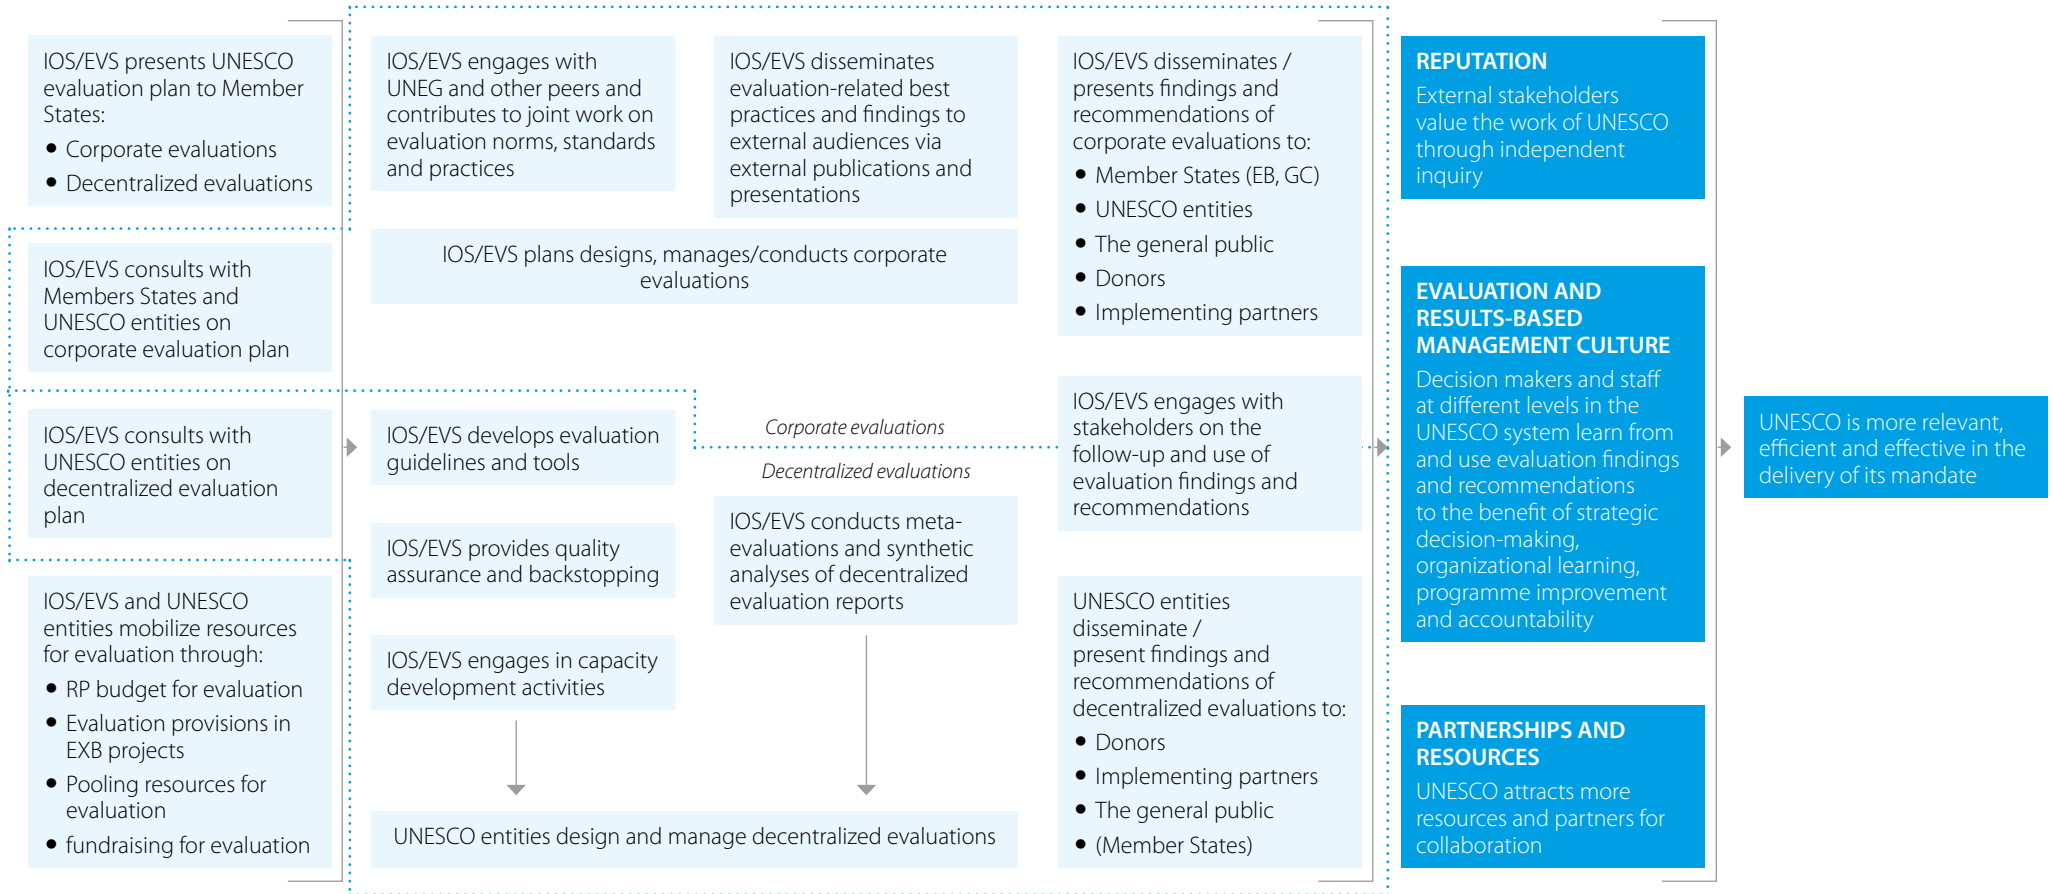 IOS/EVS presents UNESCO
evaluation plan to Member
States:
• Corporate evaluations
• Decentralized evaluations
IOS/EVS consults with
Members States and
UNESCO entities on
corporate evaluation plan
IOS/EVS consults with
UNESCO entities on
decentralized evaluation
plan
IOS/EVS and UNESCO
entities mobilize resources
for evaluation through:
• RP budget for evaluation
• Evaluation provisions in
EXB projects
• Pooling resources for
evaluation
• fundraising for evaluation
IOS/EVS engages with
UNEG and other peers and
contributes to joint work on
evaluation norms, standards
and practices
IOS/EVS disseminates
evaluation-related best
practices and findings to
external audiences via
external publications and
presentations
IOS/EVS plans designs, manages/conducts corporate
evaluations
IOS/EVS develops evaluation
guidelines and tools
IOS/EVS provides quality
assurance and backstopping
IOS/EVS engages in capacity
development activities
Corporate evaluations
Decentralized evaluations
IOS/EVS conducts meta-
evaluations and synthetic
analyses of decentralized
evaluation reports
UNESCO entities design and manage decentralized evaluations
IOS/EVS disseminates /
presents findings and
recommendations of
corporate evaluations to:
• Member States (EB, GC)
• UNESCO entities
• The general public
• Donors
• Implementing partners
IOS/EVS engages with
stakeholders on the
follow-up and use of
evaluation findings and
recommendations
UNESCO entities
disseminate /
present findings and
recommendations of
decentralized evaluations to:
• Donors
• Implementing partners
• The general public
• (Member States)
REPUTATION
External stakeholders
value the work of UNESCO
through independent
inquiry
EVALUATION AND
RESULTS-BASED
MANAGEMENT CULTURE
Decision makers and staff
at different levels in the
UNESCO system learn from
and use evaluation findings
and recommendations
to the benefit of strategic
decision-making,
organizational learning,
programme improvement
and accountability
PARTNERSHIPS AND
RESOURCES
UNESCO attracts more
resources and partners for
collaboration
UNESCO is more relevant,
efficient and effective in the
delivery of its mandate